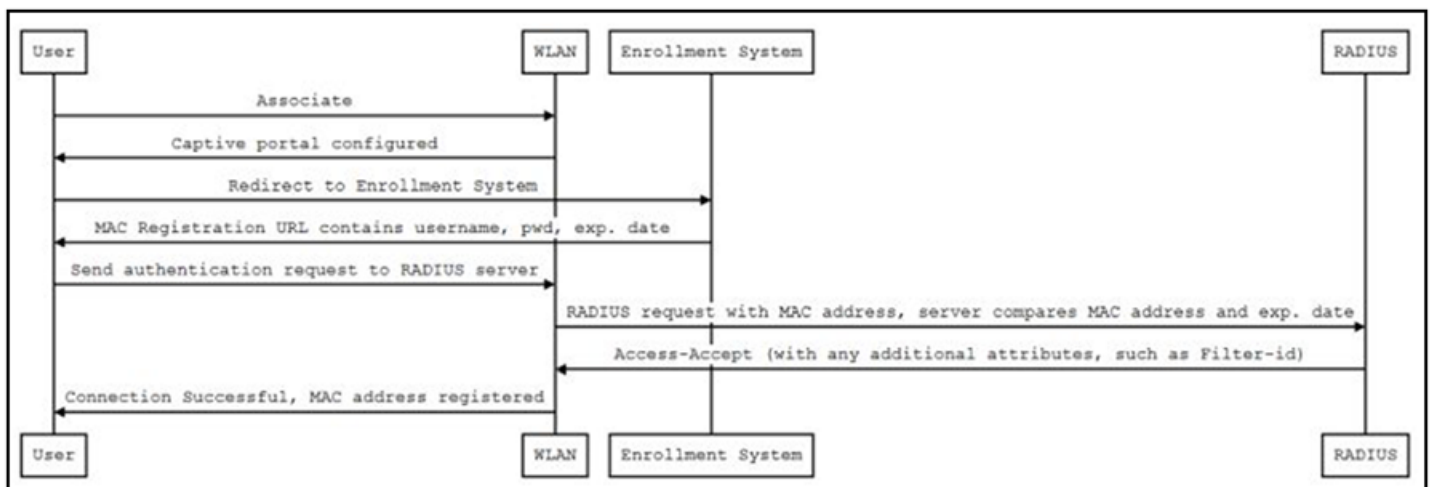 User WLAN Enrollment System RADIUS
Associate
Captive portal configured
Redirect to Enrollment System
MAC Registration URL contains username, pwd, exp. date
Send authentication request to RADIUS server
RADIUS request with MAC address, server compares MAC address and exp. date
Access-Accept (with any additional attributes, such as Filter-id)
Connection Successful, MAC address registered
User WLAN Enrollment System RADIUS